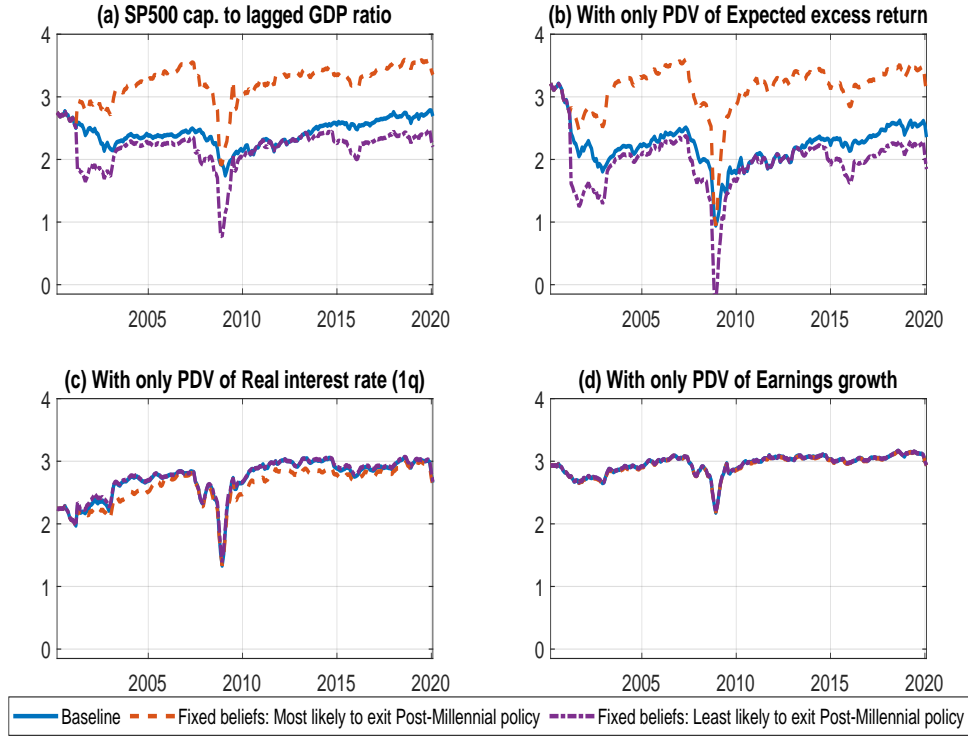 (a) SP500 cap. to lagged GDP ratio
4
3
2
1
0
2005 2010 2015 2020
(b) With only PDV of Expected excess return
4
3
2
1
0
2005 2010 2015 2020
(c) With only PDV of Real interest rate (1q)
4
3
2
1
0
2005 2010 2015 2020
(d) With only PDV of Earnings growth
4
3
2
1
0
2005 2010 2015 2020
Baseline Fixed beliefs: Most likely to exit Post-Millennial policy Fixed beliefs: Least likely to exit Post-Millennial policy